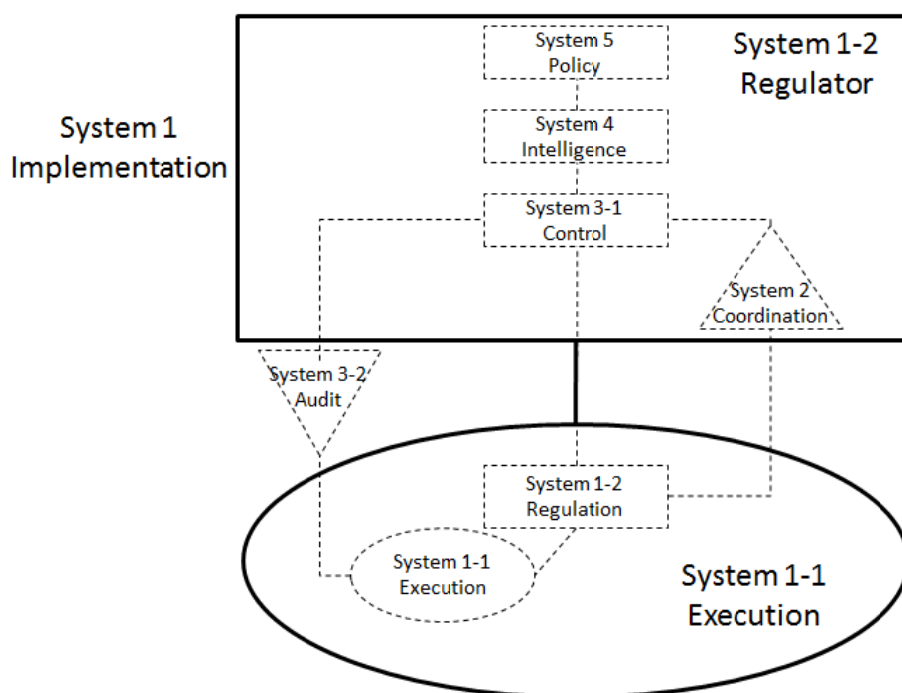 System 5
Policy
System 1-2
Regulator
System 4
Intelligence
System 1
Implementation
System 3-1
Control
System 2
Coordination
System 3-2
Audit
System 1-2
Regulation
System 1-1
Execution
System 1-1
Execution